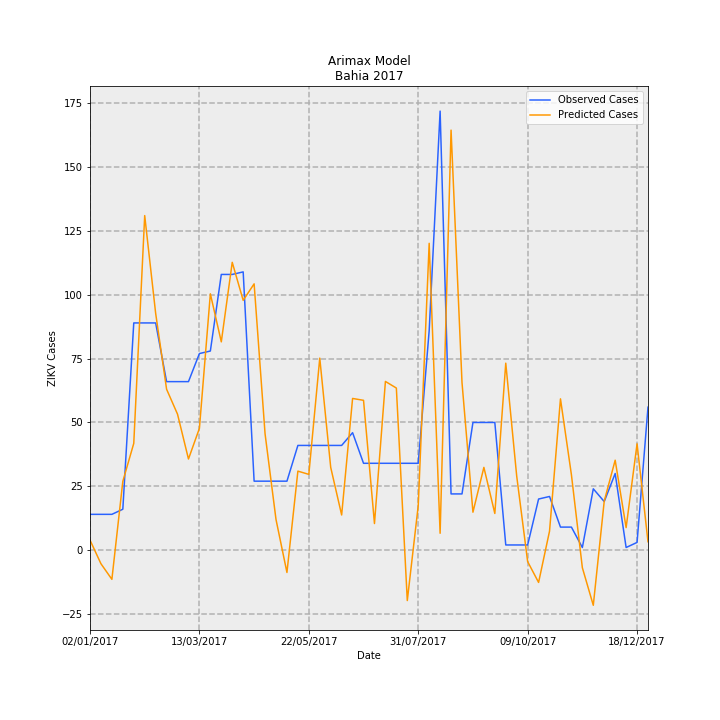 Arimax Model
Bahia 2017
Observed Cases
Predicted Cases
ZIKV Cases
175
150
125
100
75
50
25
0
−25
02/01/2017 13/03/2017 22/05/2017 31/07/2017 09/10/2017 18/12/2017
Date